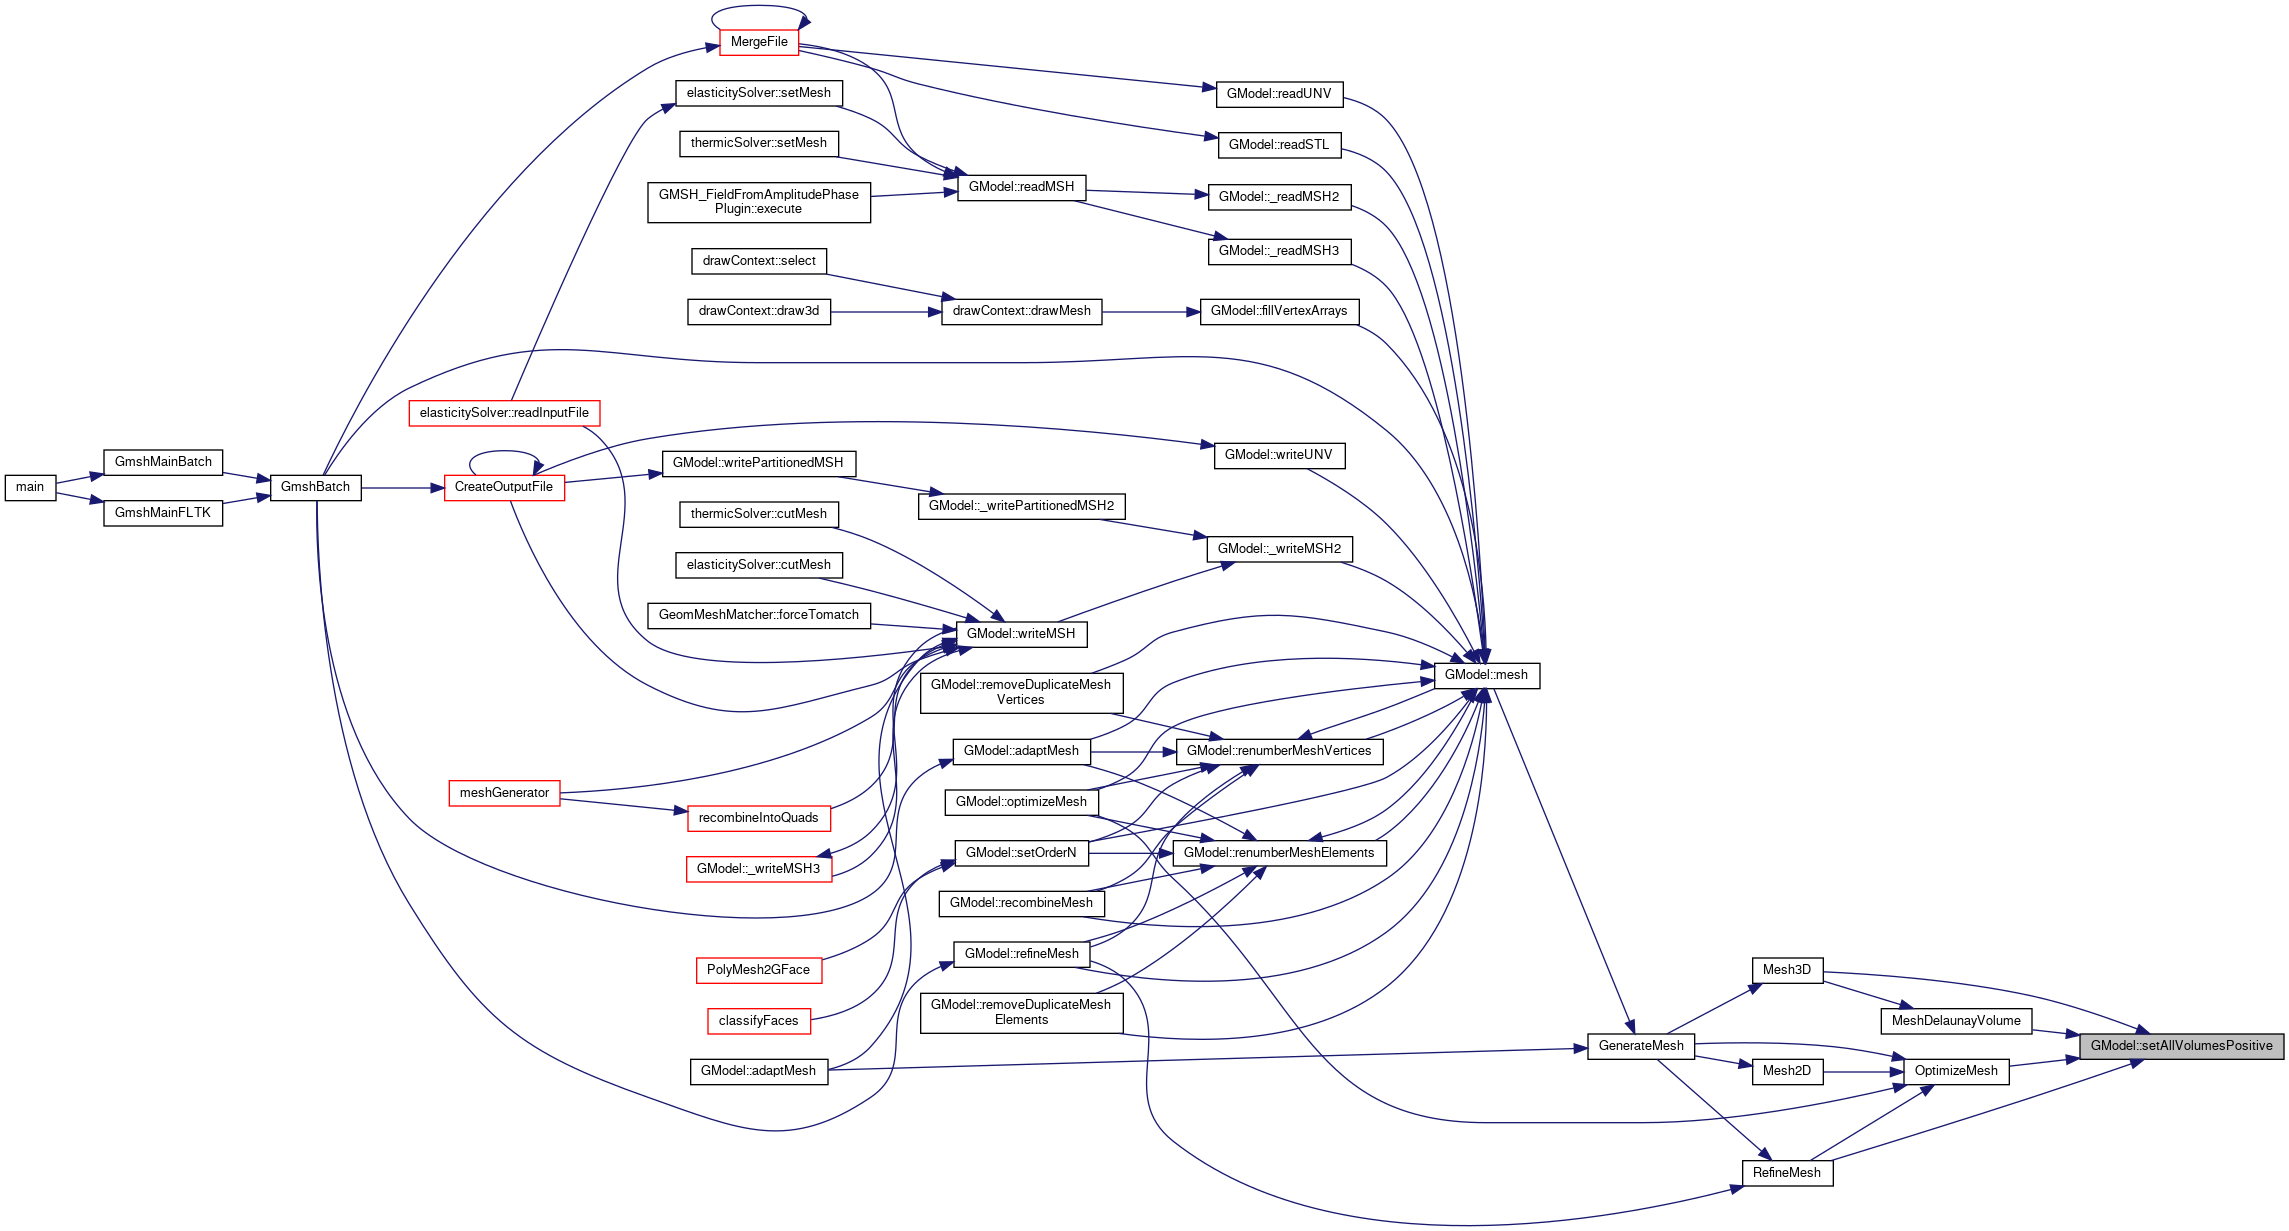 MergeFile
elasticitySolver::setMesh
GModel::readUNV
thermicSolver::setMesh
GModel::readSTL
GMSH_FieldFromAmplitudePhase
Plugin::execute
GModel::readMSH
GModel::_readMSH2
GModel::_readMSH3
drawContext::select
drawContext::draw3d
drawContext::drawMesh
GModel::fillVertexArrays
elasticitySolver::readInputFile
main
GmshMainBatch
GmshMainFLTK
GmshBatch
CreateOutputFile
GModel::writePartitionedMSH
GModel::writeUNV
GModel::_writePartitionedMSH2
thermicSolver::cutMesh
GModel::_writeMSH2
elasticitySolver::cutMesh
GeomMeshMatcher::forceTomatch
GModel::writeMSH
GModel::mesh
GModel::removeDuplicateMesh
Vertices
GModel::adaptMesh
GModel::renumberMeshVertices
meshGenerator
recombineIntoQuads
GModel::optimizeMesh
GModel::_writeMSH3
GModel::setOrderN
GModel::renumberMeshElements
GModel::recombineMesh
GModel::refineMesh
PolyMesh2GFace
classifyFaces
GModel::removeDuplicateMesh
Elements
GModel::adaptMesh
Mesh3D
MeshDelaunayVolume
GenerateMesh
GModel::setAllVolumesPositive
Mesh2D
OptimizeMesh
RefineMesh